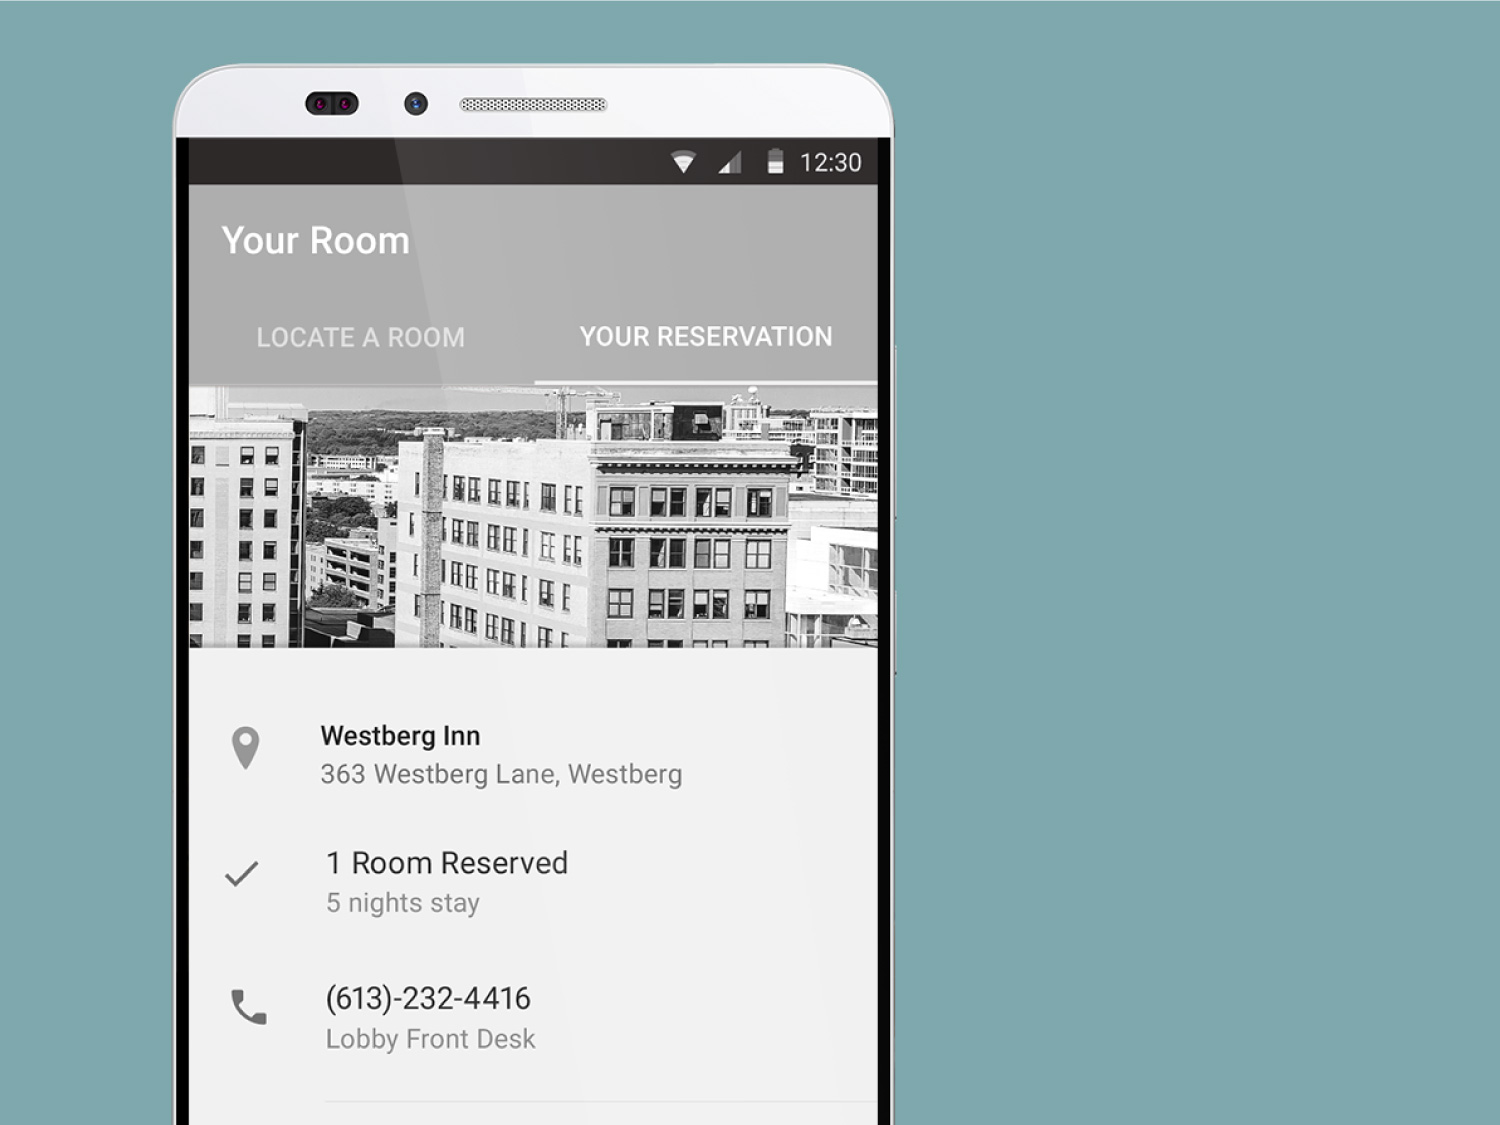 12:30
Your Room
LOCATE A ROOM
YOUR RESERVATION
Westberg Inn
363 Westberg Lane, Westberg
1 Room Reserved
5 nights stay
(613)-232-4416
Lobby Front Desk